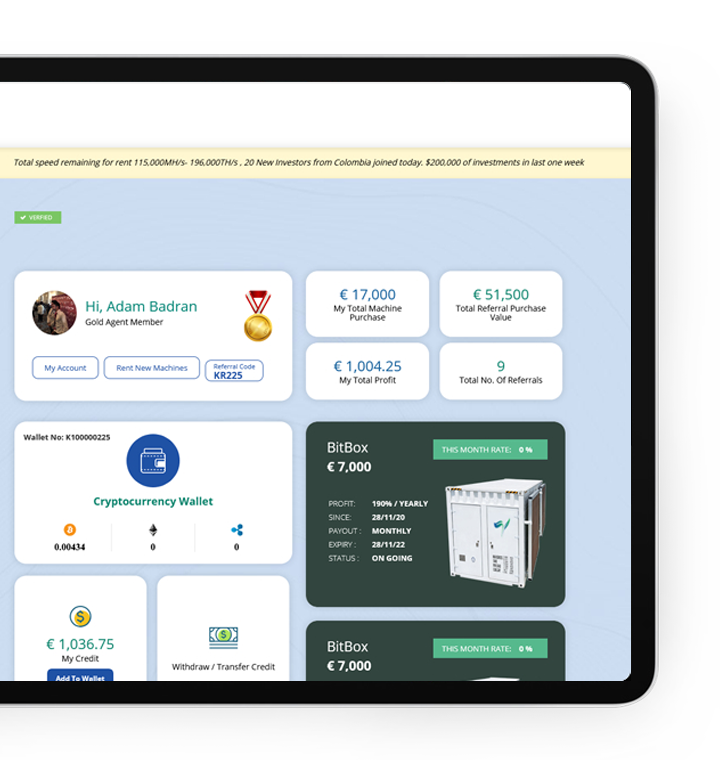 Total speed remaining for rent 115,000MH/s- 196,000TH/s , 20 New Investors from Colombia joined today. $200,000 of investments in last one week
VERIFIED
Hi, Adam Badran
Gold Agent Member
My Account
Rent New Machines
Referral Code
KR225
€ 17,000
My Total Machine
Purchase
€ 51,500
Total Referral Purchase
Value
€ 1,004.25
My Total Profit
9
Total No. Of Referrals
Wallet No: K100000225
Cryptocurrency Wallet
0.00434
0
0
BitBox
€ 7,000
THIS MONTH RATE: 0 %
PROFIT: 190% / YEARLY
SINCE: 28/11/20
PAYOUT : MONTHLY
EXPIRY : 28/11/22
STATUS : ON GOING
€ 1,036.75
My Credit
Add To Wallet
Withdraw / Transfer Credit
BitBox
€ 7,000
THIS MONTH RATE: 0 %